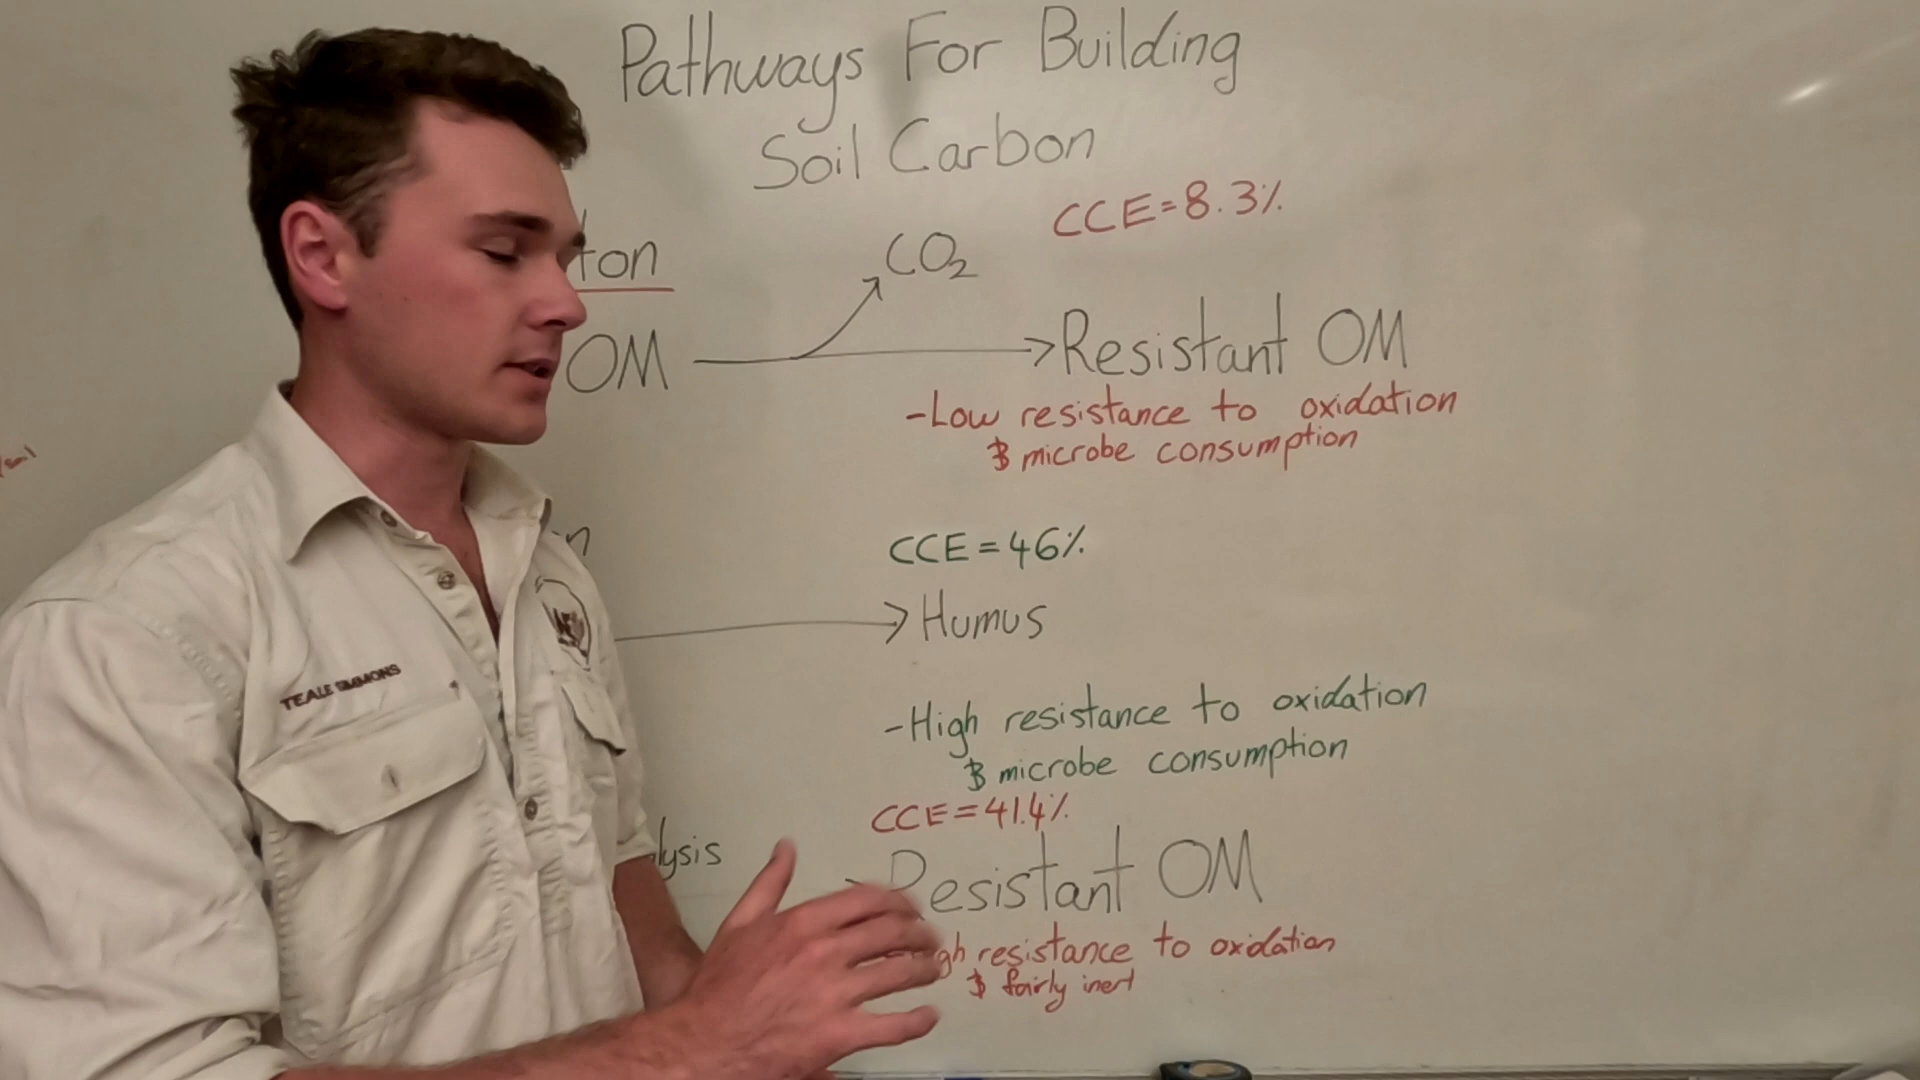 Pathways For Building
Soil Carbon
CCE=8.3%
CO₂
OM
Resistant OM
-Low resistance to oxidation
& microbe consumption
/soil
CCE=46%
Humus
TEALE SIMMONS
-High resistance to oxidation
& microbe consumption
CCE=41.4%
lysis
Resistant OM
gh resistance to oxidation
& fairly inert